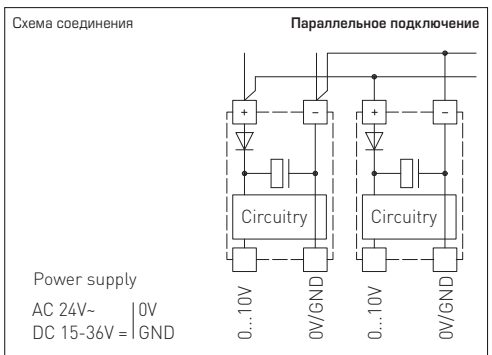 Схема соединения
Параллельное подключение
+ − + −
Circuitry
Circuitry
Power supply
AC 24V~ 0V
DC 15-36V = GND
0...10V
0V/GND
0...10V
0V/GND